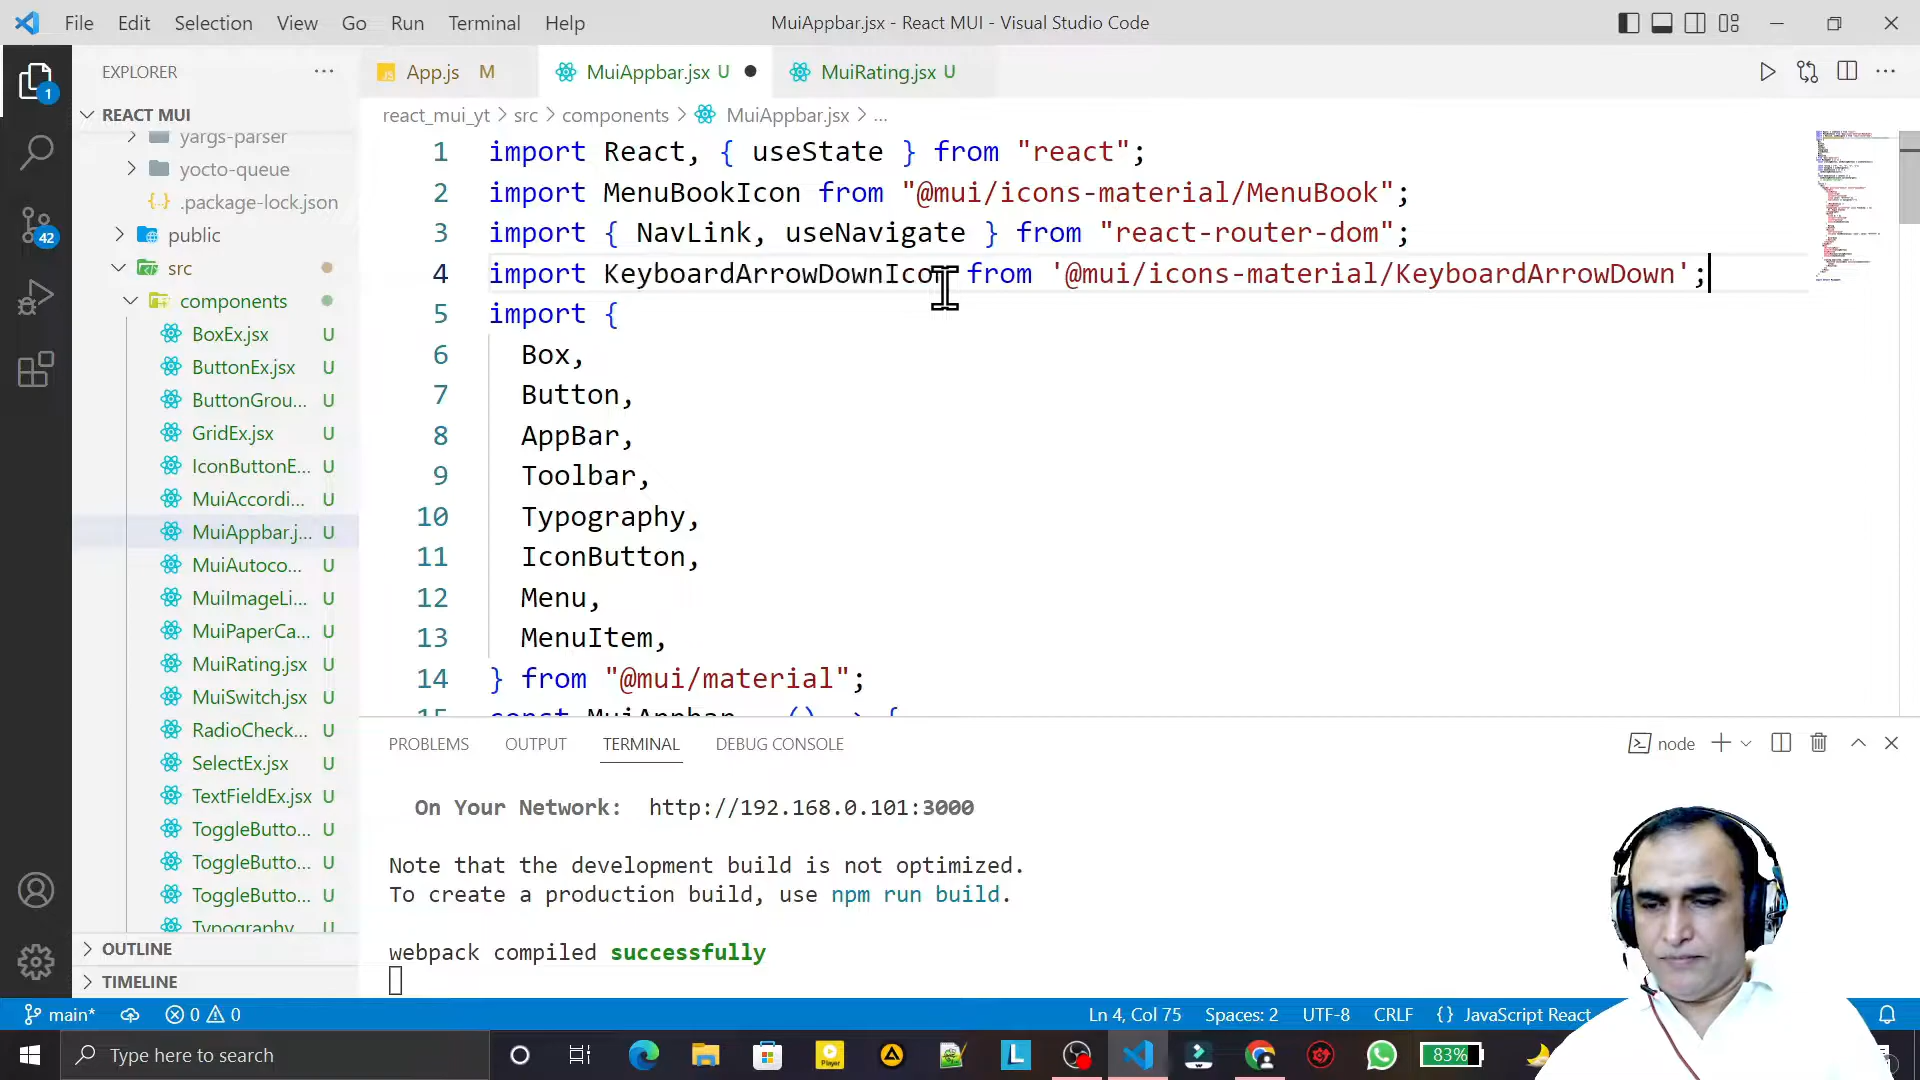 File Edit Selection View Go Run Terminal Help MuiAppbar.jsx - React MUI - Visual Studio Code
EXPLORER
App.js M
MuiAppbar.jsx U
MuiRating.jsx U
REACT MUI
yargs-parser
yocto-queue
.package-lock.json
public
src
components
BoxEx.jsx U
ButtonEx.jsx U
ButtonGrou... U
GridEx.jsx U
IconButtonE... U
MuiAccordi... U
MuiAppbar.j... U
MuiAutoco... U
MuiImageLi... U
MuiPaperCa... U
MuiRating.jsx U
MuiSwitch.jsx U
RadioCheck... U
SelectEx.jsx U
TextFieldEx.jsx U
ToggleButto... U
ToggleButto... U
ToggleButto... U
Typography U
OUTLINE
TIMELINE
1
42
react_mui_yt > src > components > MuiAppbar.jsx > ...
1 import React, { useState } from "react";
2 import MenuBookIcon from "@mui/icons-material/MenuBook";
3 import { NavLink, useNavigate } from "react-router-dom";
4 import KeyboardArrowDownIcon from '@mui/icons-material/KeyboardArrowDown';
5 import {
6 Box,
7 Button,
8 AppBar,
9 Toolbar,
10 Typography,
11 IconButton,
12 Menu,
13 MenuItem,
14 } from "@mui/material";
15 const MuiAppbar = () => {
PROBLEMS OUTPUT TERMINAL DEBUG CONSOLE
node
On Your Network: http://192.168.0.101:3000
Note that the development build is not optimized.
To create a production build, use npm run build.
webpack compiled successfully
main* 0 0 Ln 4, Col 75 Spaces: 2 UTF-8 CRLF {} JavaScript React
Type here to search
Player
L
83%